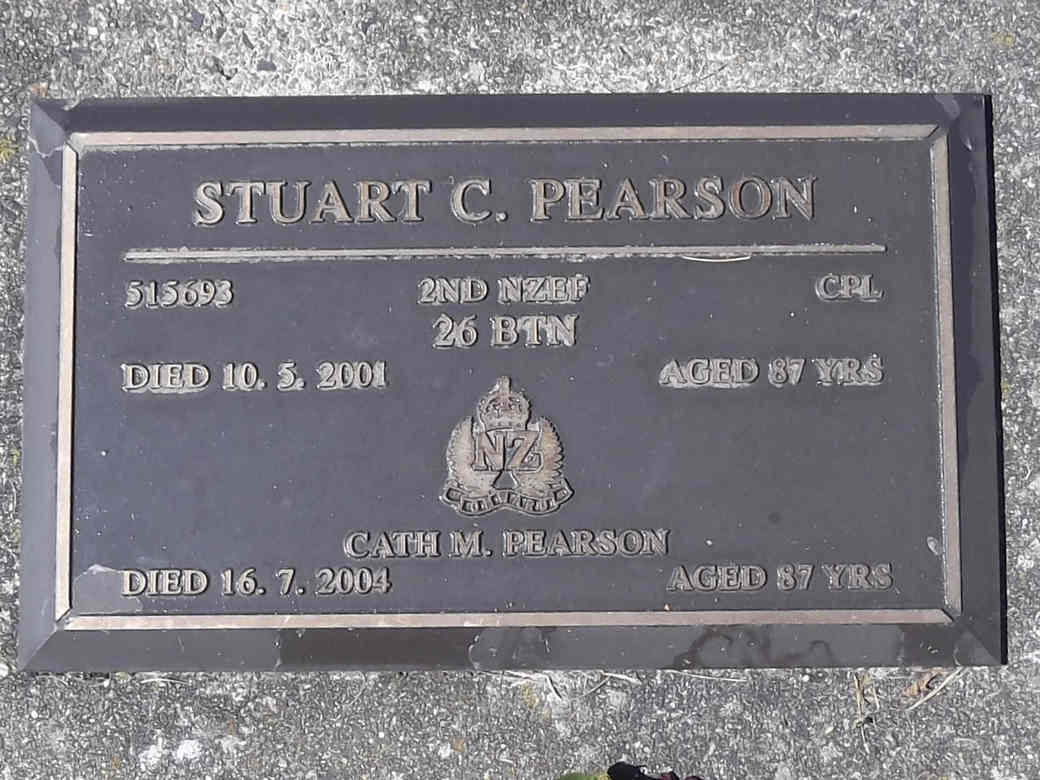 STUART C. PEARSON
515693 2ND NZEF CPL
26 BTN
DIED 10. 5. 2001 AGED 87 YRS
NZ
CATH M. PEARSON
DIED 16. 7. 2004 AGED 87 YRS